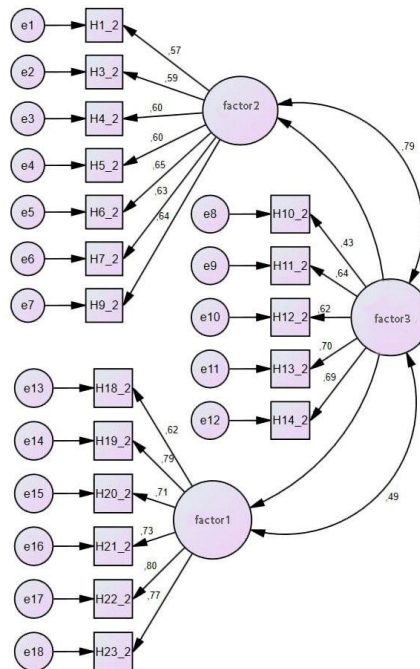 e1 H1_2
,57
e2 H3_2
,59
e3 H4_2
,60
factor2
e4 H5_2
,60
,79
e5 H6_2
,65
e6 H7_2
,63
e7 H9_2
,64
e8 H10_2
,43
e9 H11_2
,64
e10 H12_2
,62
factor3
e11 H13_2
,70
e12 H14_2
,69
e13 H18_2
,62
e14 H19_2
,79
e15 H20_2
,71
,49
e16 H21_2
,73
factor1
e17 H22_2
,80
e18 H23_2
,77